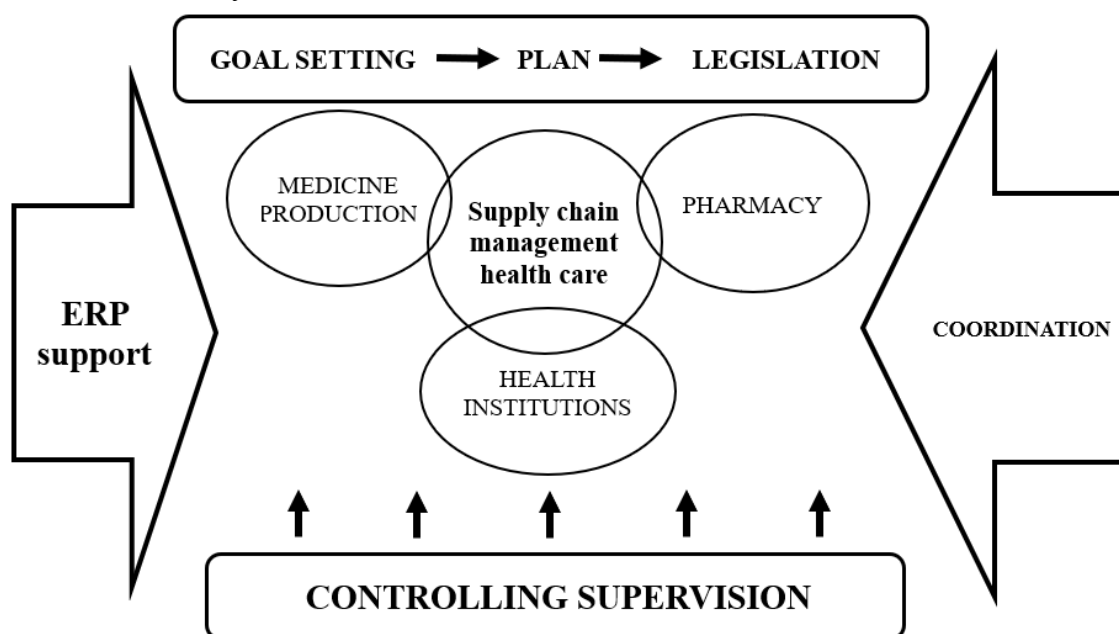 GOAL SETTING PLAN LEGISLATION
MEDICINE
PRODUCTION
Supply chain
management
health care
PHARMACY
ERP
support
COORDINATION
HEALTH
INSTITUTIONS
CONTROLLING SUPERVISION